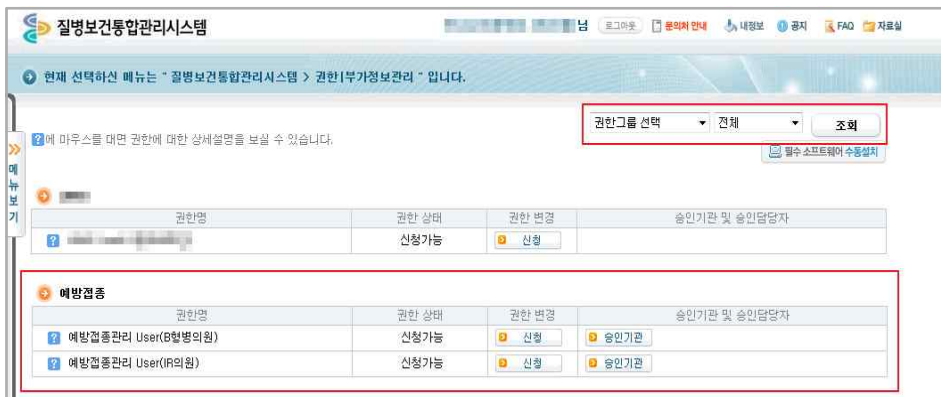 질병보건통합관리시스템
님 로그아웃 문의처 안내 내정보 공지 FAQ 자료실
현재 선택하신 메뉴는 " 질병보건통합관리시스템 > 권한|부가정보관리 " 입니다.
권한그룹 선택 전체 조회
?에 마우스를 대면 권한에 대한 상세설명을 보실 수 있습니다.
필수 소프트웨어 수동설치
메뉴보기
권한명 권한 상태 권한 변경 승인기관 및 승인담당자
? 신청가능 신청
예방접종
권한명 권한 상태 권한 변경 승인기관 및 승인담당자
? 예방접종관리 User(B형병의원) 신청가능 신청 승인기관
? 예방접종관리 User(IR의원) 신청가능 신청 승인기관